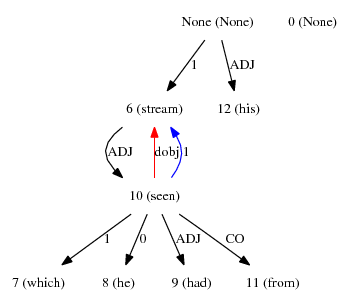 None (None) 0 (None)
1 ADJ
6 (stream) 12 (his)
ADJ dobj 1
10 (seen)
1 0 ADJ CO
7 (which) 8 (he) 9 (had) 11 (from)